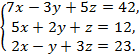 7x − 3y + 5z = 42,
5x + 2y + z = 12,
2x − y + 3z = 23.